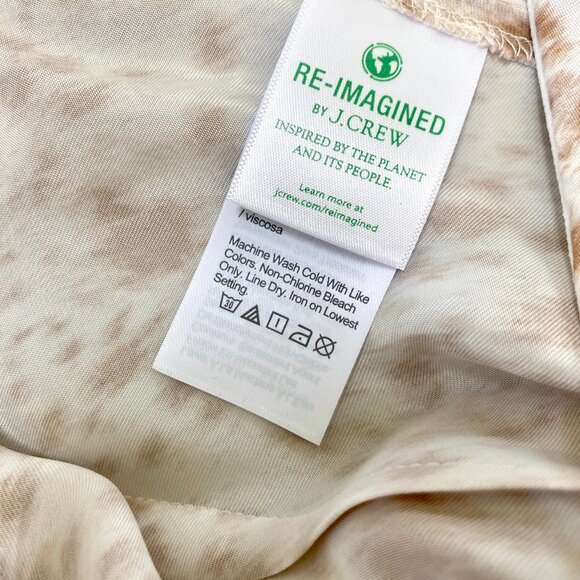 RE-IMAGINED
BY J.CREW
INSPIRED BY THE PLANET
AND ITS PEOPLE.
Learn more at
jcrew.com/reimagined
/ viscosa
Machine Wash Cold With Like
Colors. Non-Chlorine Bleach
Only. Line Dry. Iron on Lowest
Setting.
30